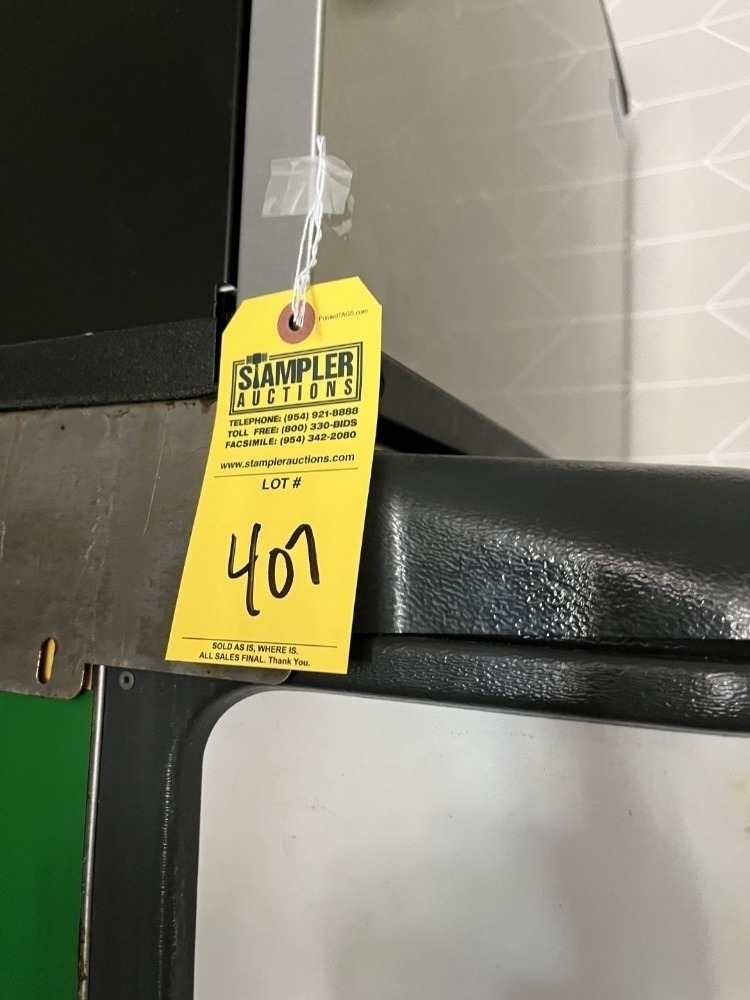 PrintedTAGS.com
STAMPLER
AUCTIONS
TELEPHONE: (954) 921-8888
TOLL FREE: (800) 330-BIDS
FACSIMILE: (954) 342-2080
www.stamplerauctions.com
LOT #
407
SOLD AS IS, WHERE IS.
ALL SALES FINAL. Thank You.